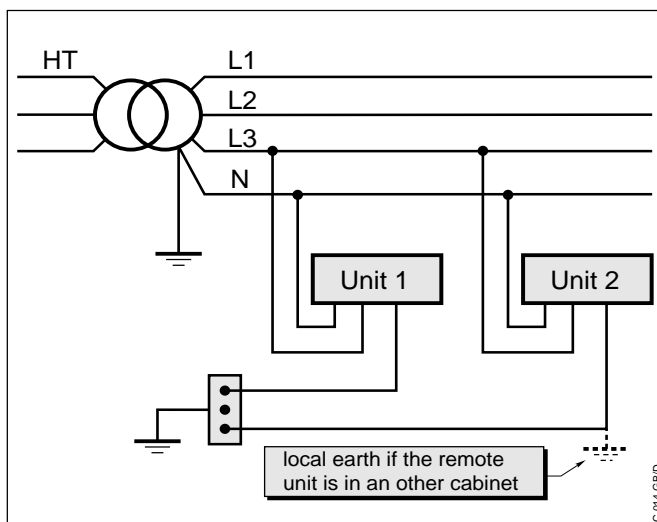 HT
L1
L2
L3
N
Unit 1
Unit 2
local earth if the remote
unit is in an other cabinet